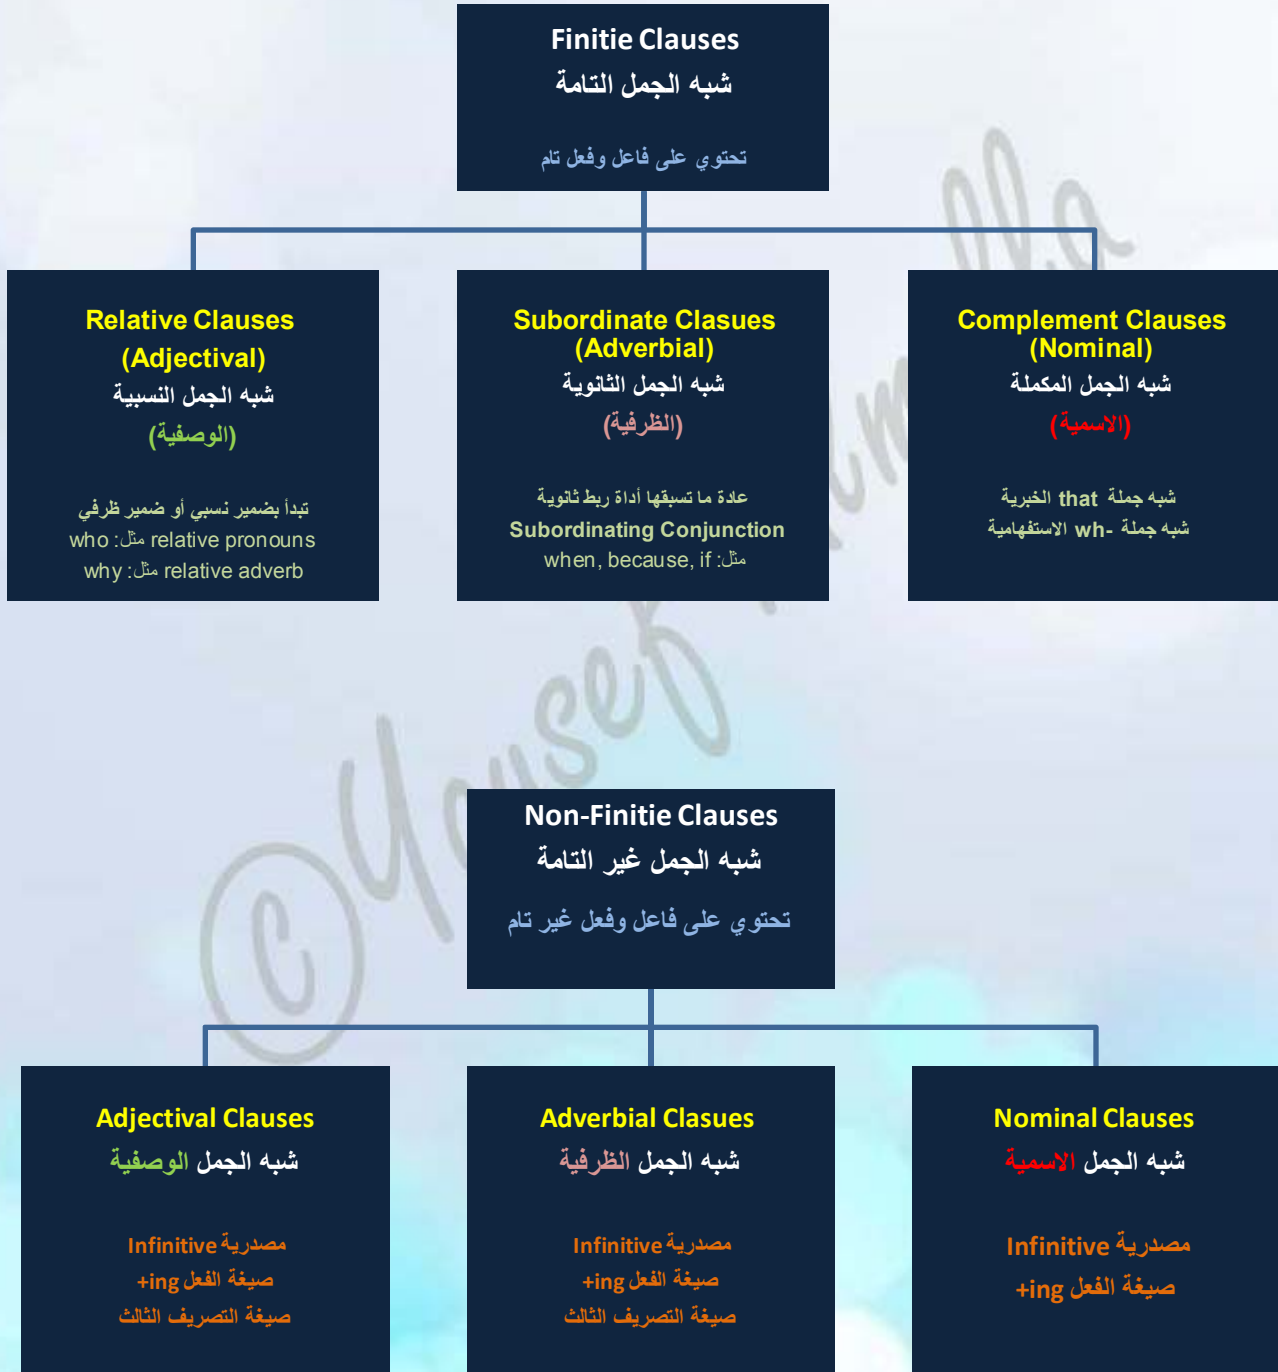 Finitie Clauses
شبه الجمل التامة
تحتوي على فاعل وفعل تام
Relative Clauses
(Adjectival)
شبه الجمل النسبية
(الوصفية)
تبدأ بضمير نسبي أو ضمير ظرفي
relative pronouns مثل: who
relative adverb مثل: why
Subordinate Clasues
(Adverbial)
شبه الجمل الثانوية
(الظرفية)
عادة ما تسبقها أداة ربط ثانوية
Subordinating Conjunction
مثل: when, because, if
Complement Clauses
(Nominal)
شبه الجمل المكملة
(الاسمية)
شبه جملة that الخبرية
شبه جملة wh- الاستفهامية
Non-Finitie Clauses
شبه الجمل غير التامة
تحتوي على فاعل وفعل غير تام
Adjectival Clauses
شبه الجمل الوصفية
مصدرية Infinitive
صيغة الفعل ing+
صيغة التصريف الثالث
Adverbial Clasues
شبه الجمل الظرفية
مصدرية Infinitive
صيغة الفعل ing+
صيغة التصريف الثالث
Nominal Clauses
شبه الجمل الاسمية
مصدرية Infinitive
صيغة الفعل ing+
© Yousef